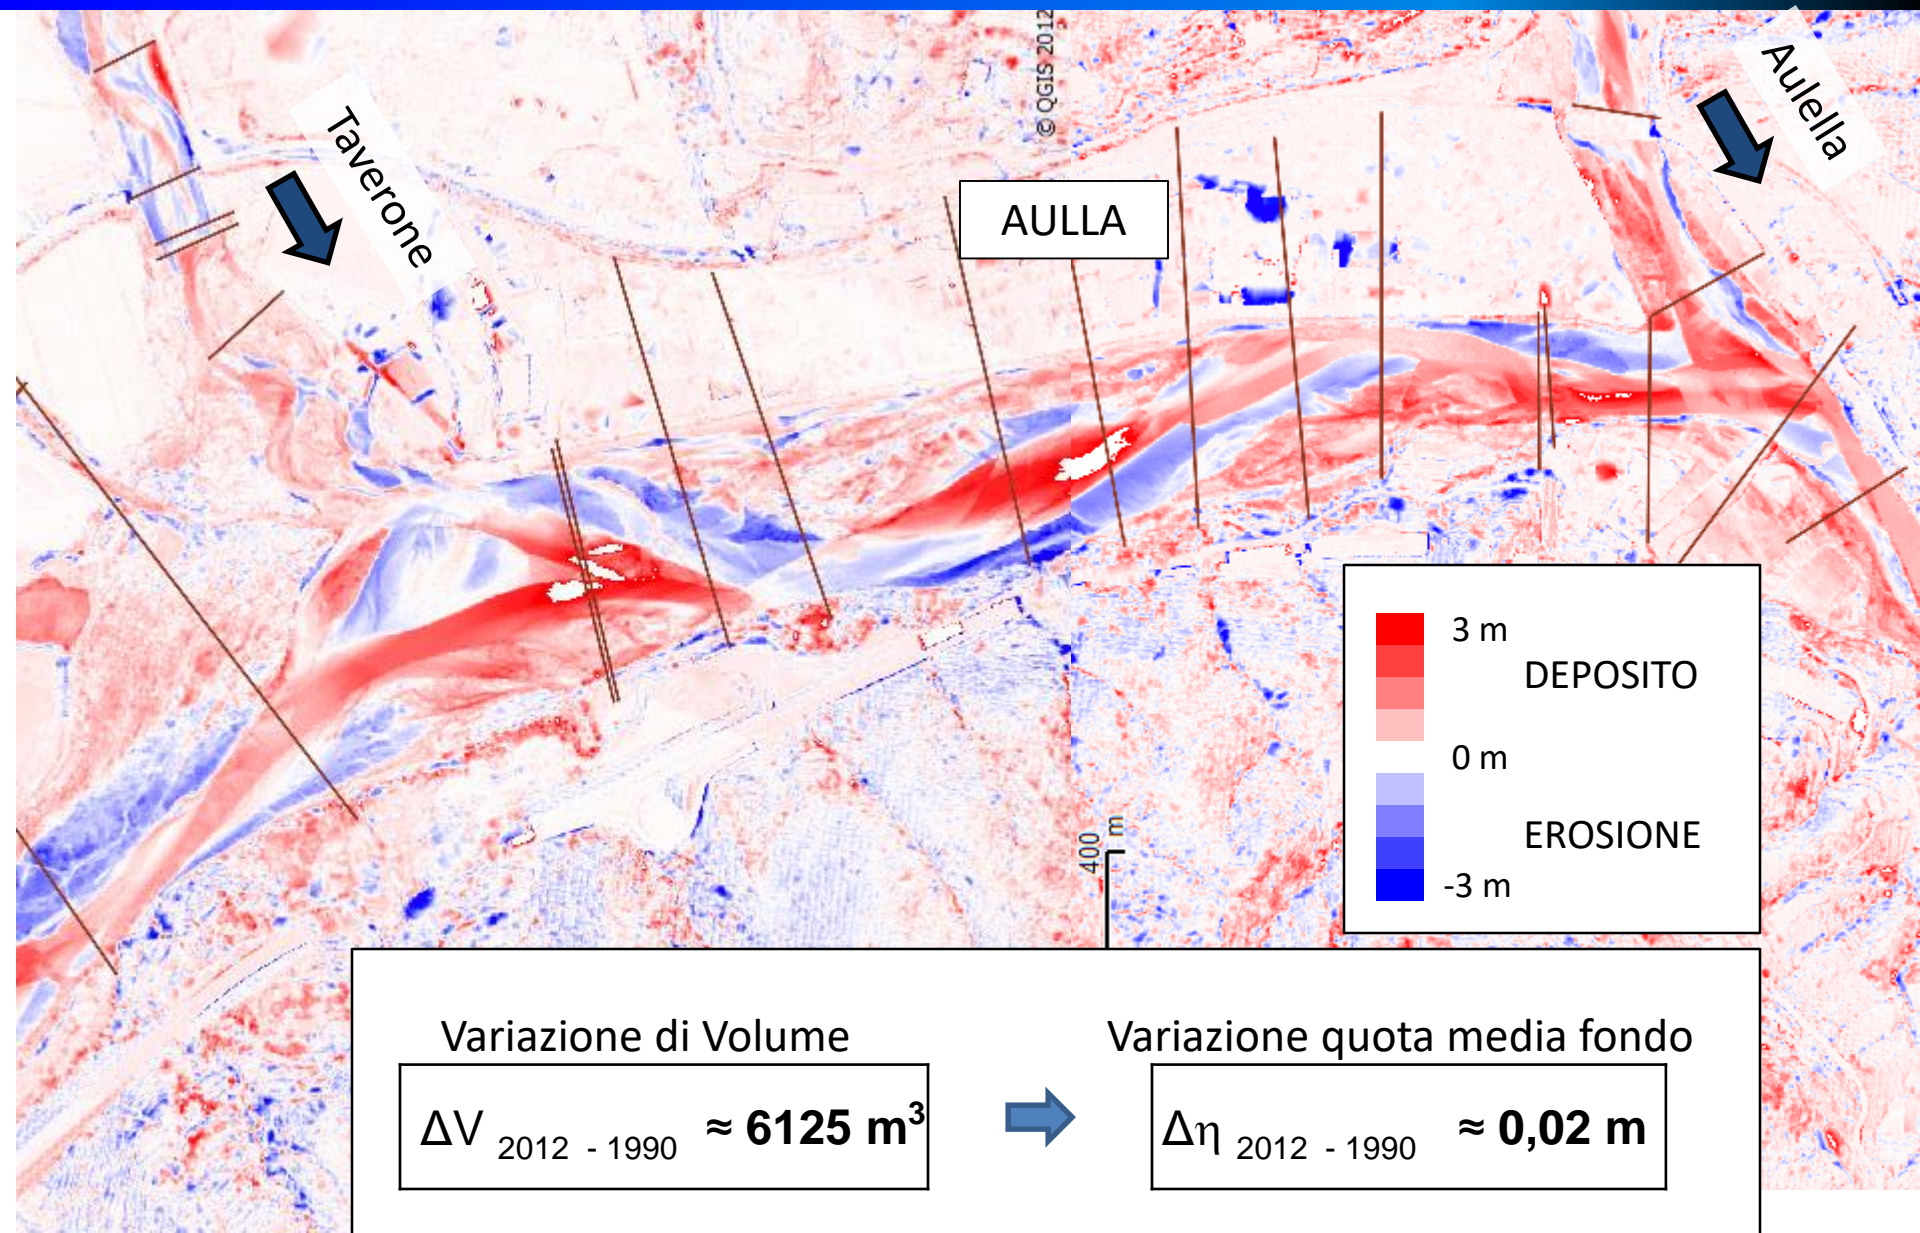 © QGIS 2012
Taverone
Aulella
AULLA
3 m
DEPOSITO
0 m
EROSIONE
-3 m
400 m
Variazione di Volume
ΔV 2012 - 1990 ≈ 6125 m³
Variazione quota media fondo
Δη 2012 - 1990 ≈ 0,02 m